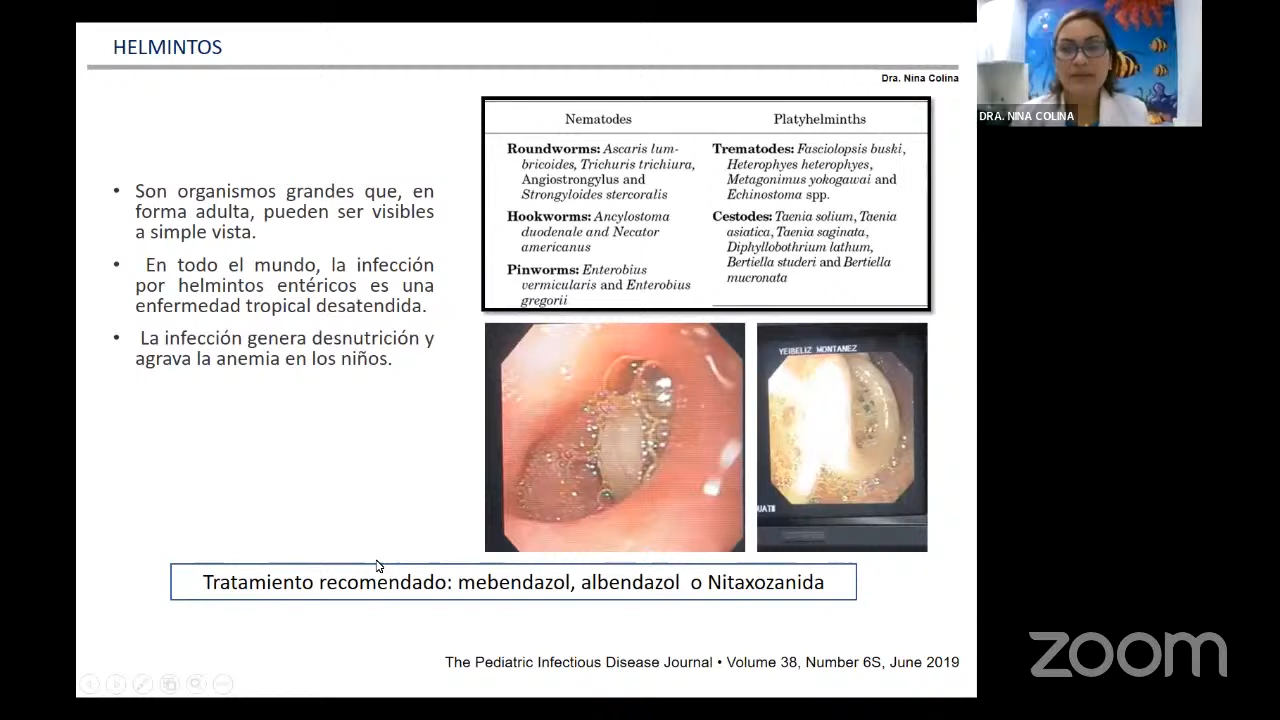 HELMINTOS
Dra. Nina Colina
DRA. NINA COLINA
• Son organismos grandes que, en
forma adulta, pueden ser visibles
a simple vista.
• En todo el mundo, la infección
por helmintos entéricos es una
enfermedad tropical desatendida.
• La infección genera desnutrición y
agrava la anemia en los niños.
Nematodes
Roundworms: Ascaris lum-
bricoides, Trichuris trichiura,
Angiostrongylus and
Strongyloides stercoralis
Hookworms: Ancylostoma
duodenale and Necator
americanus
Pinworms: Enterobius
vermicularis and Enterobius
gregorii
Platyhelminths
Trematodes: Fasciolopsis buski,
Heterophyes heterophyes,
Metagonimus yokogawai and
Echinostoma spp.
Cestodes: Taenia solium, Taenia
asiatica, Taenia saginata,
Diphyllobothrium lathum,
Bertiella studeri and Bertiella
mucronata
YEIBELIZ MONTANEZ
Tratamiento recomendado: mebendazol, albendazol o Nitaxozanida
The Pediatric Infectious Disease Journal • Volume 38, Number 6S, June 2019
zoom